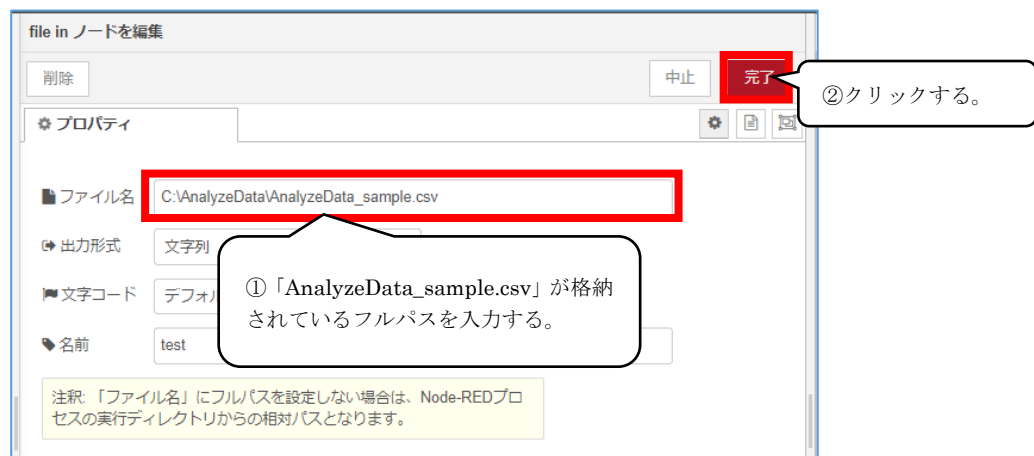 file in ノードを編集
削除
中止
完了
②クリックする。
プロパティ
ファイル名
C:\AnalyzeData\AnalyzeData_sample.csv
出力形式
文字列
①「AnalyzeData_sample.csv」が格納
されているフルパスを入力する。
文字コード
デフォル
名前
test
注釈: 「ファイル名」にフルパスを設定しない場合は、Node-REDプロ
セスの実行ディレクトリからの相対パスとなります。